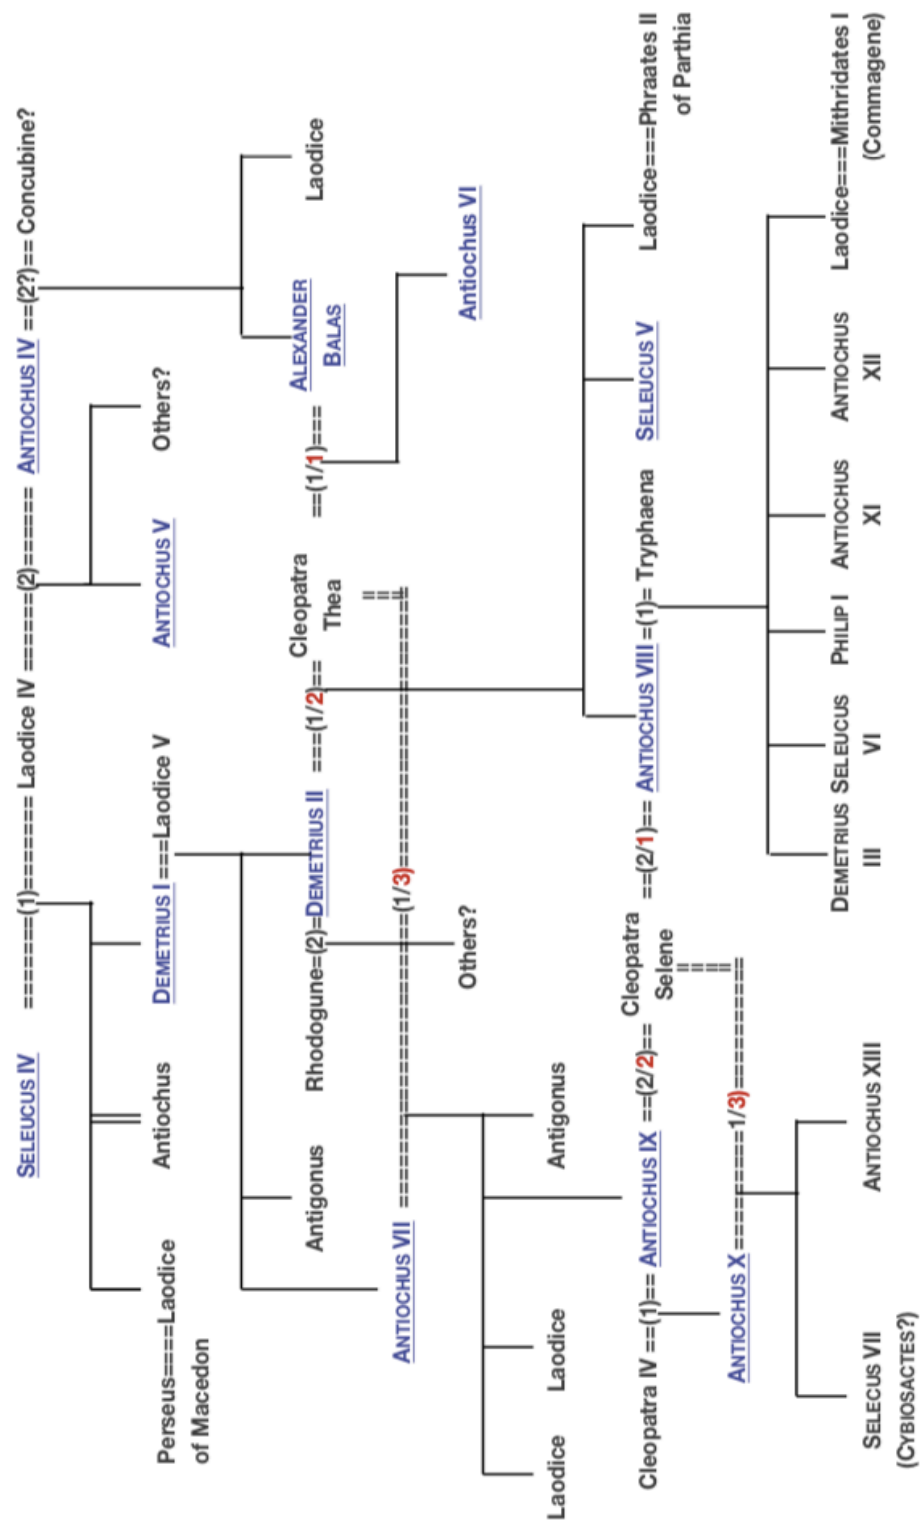 SELEUCUS IV =======(1)======= Laodice IV ======(2)====== ANTIOCHUS IV ==(2?)== Concubine?
Perseus====Laodice
of Macedon
Antiochus
DEMETRIUS I ===Laodice V
ANTIOCHUS V
Others?
Antigonus
Rhodogune=(2)=DEMETRIUS II ===(1/2)==
Cleopatra
Thea
==(1/1)===
ALEXANDER
BALAS
Laodice
ANTIOCHUS VII
(1/3)
Others?
Antiochus VI
Laodice
Laodice
Antigonus
Cleopatra IV ==(1)== ANTIOCHUS IX ==(2/2)==
Cleopatra
Selene
==(2/1)== ANTIOCHUS VIII =(1)= Tryphaena
SELEUCUS V
Laodice===Phraates II
of Parthia
ANTIOCHUS X
1/3)
SELECUS VII
(CYBIOSACTES?)
ANTIOCHUS XIII
DEMETRIUS
III
SELEUCUS
VI
PHILIP I
ANTIOCHUS
XI
ANTIOCHUS
XII
Laodice===Mithridates I
(Commagene)